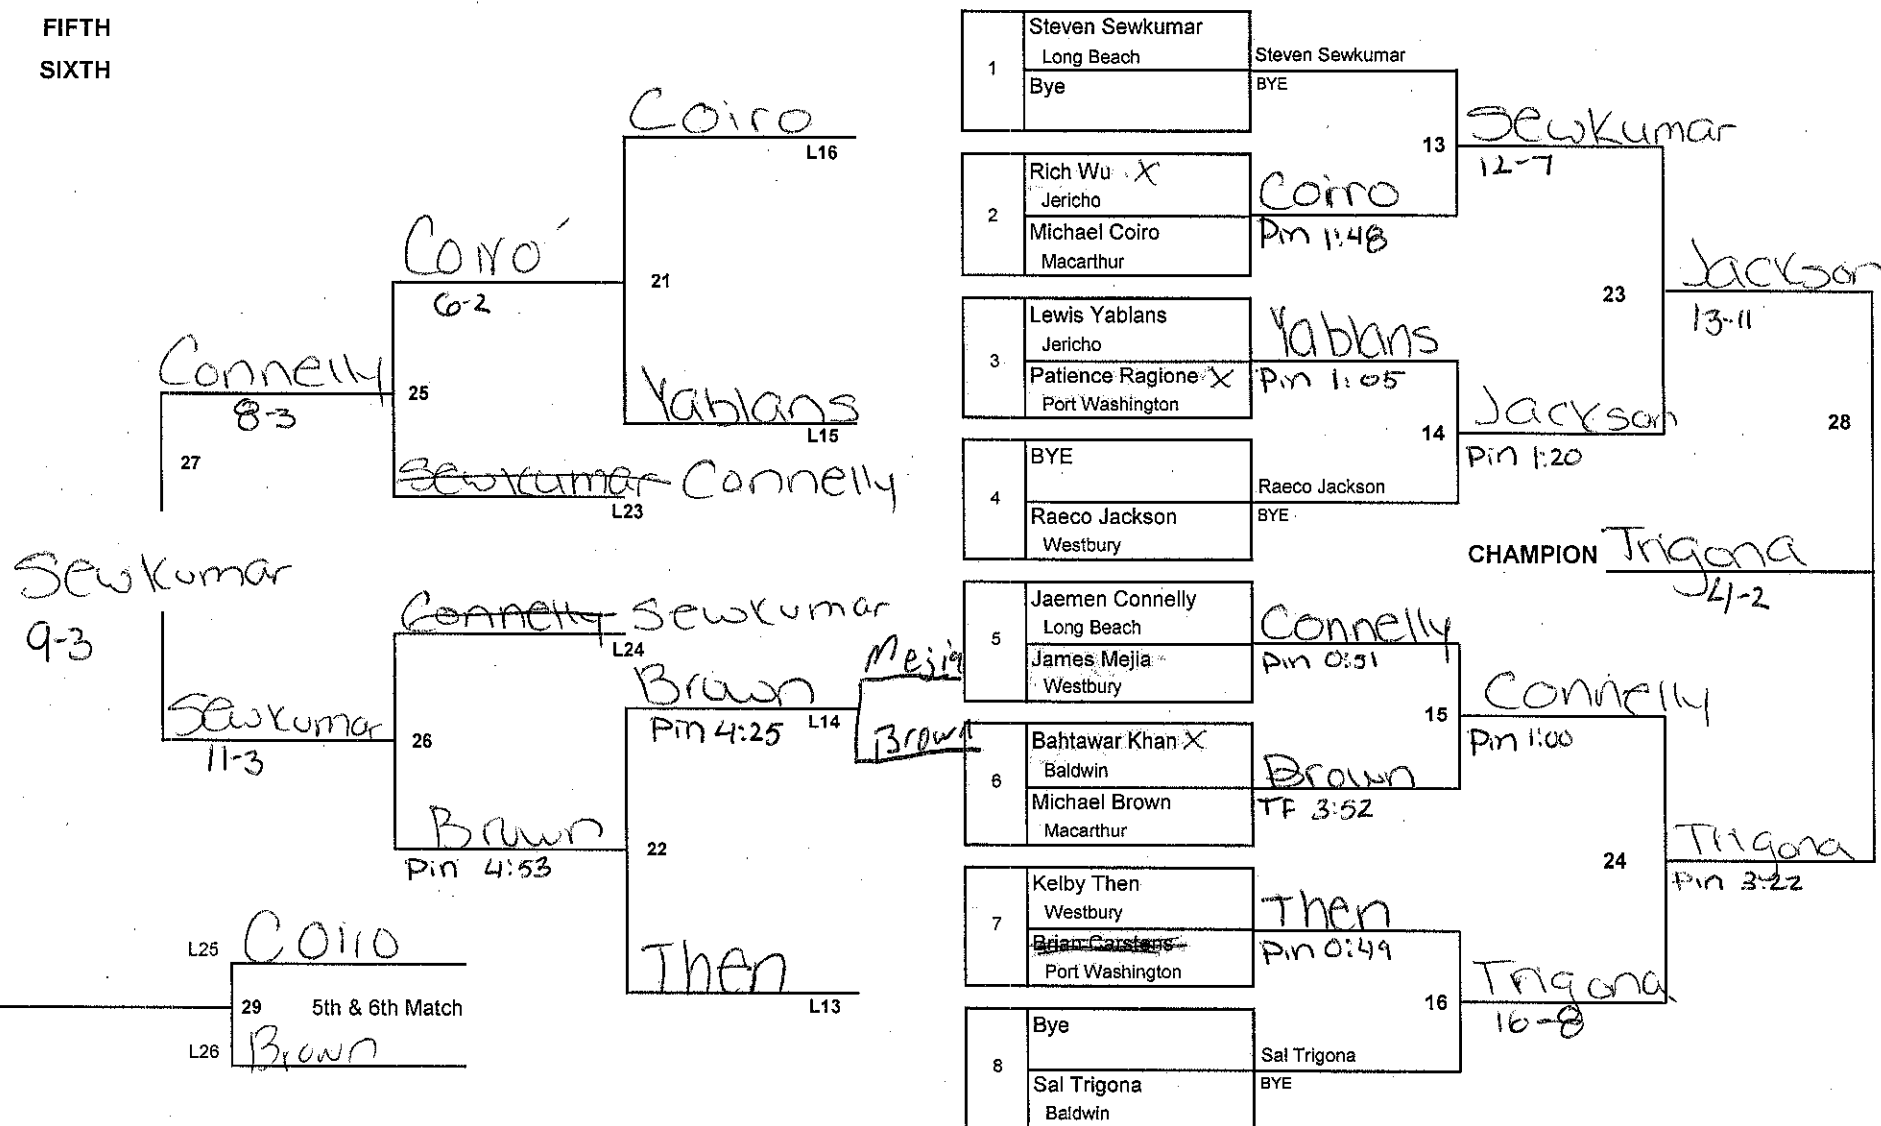 FIFTH
SIXTH
Coiro
L16
Coiro
6-2
21
Connelly
8-3
25
Yablans
L15
27
Sewkumar Connelly
L23
Sewkumar
9-3
Connelly Sewkumar
L24
Brown
Pin 4:25 L14
Mejia
Brown
Sewkumar
11-3
26
Brown
Pin 4:53
22
Then
L13
L25 Coiro
29 5th & 6th Match
L26 Brown
1
Steven Sewkumar
Long Beach
Bye
Steven Sewkumar
BYE
2
Rich Wu X
Jericho
Michael Coiro
Macarthur
Coiro
Pin 1:48
13
Sewkumar
12-7
3
Lewis Yablans
Jericho
Patience Ragione X
Port Washington
Yablans
Pin 1:05
4
BYE
Raeco Jackson
Westbury
Raeco Jackson
BYE
14
Jackson
Pin 1:20
23
Jackson
13-11
28
CHAMPION Trigona
4-2
5
Jaemen Connelly
Long Beach
James Mejia
Westbury
Connelly
Pin 0:51
6
Bahtawar Khan X
Baldwin
Michael Brown
Macarthur
Brown
TF 3:52
15
Connelly
Pin 1:00
7
Kelby Then
Westbury
Brian Carstens
Port Washington
Then
Pin 0:49
8
Bye
Sal Trigona
Baldwin
Sal Trigona
BYE
16
Trigona
16-8
24
Trigona
Pin 3:22